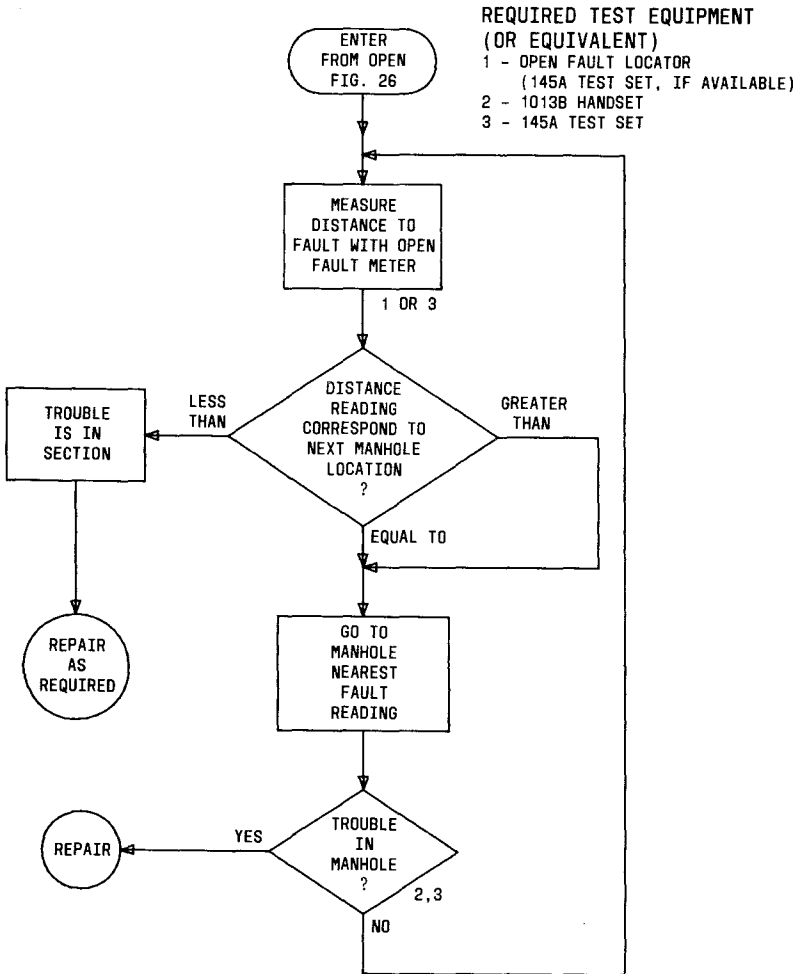 REQUIRED TEST EQUIPMENT
(OR EQUIVALENT)
1 - OPEN FAULT LOCATOR
(145A TEST SET, IF AVAILABLE)
2 - 1013B HANDSET
3 - 145A TEST SET
ENTER
FROM OPEN
FIG. 26
MEASURE
DISTANCE TO
FAULT WITH OPEN
FAULT METER
1 OR 3
DISTANCE
READING
CORRESPOND TO
NEXT MANHOLE
LOCATION
?
LESS
THAN
GREATER
THAN
TROUBLE
IS IN
SECTION
EQUAL TO
REPAIR
AS
REQUIRED
GO TO
MANHOLE
NEAREST
FAULT
READING
TROUBLE
IN
MANHOLE
?
2,3
YES
REPAIR
NO